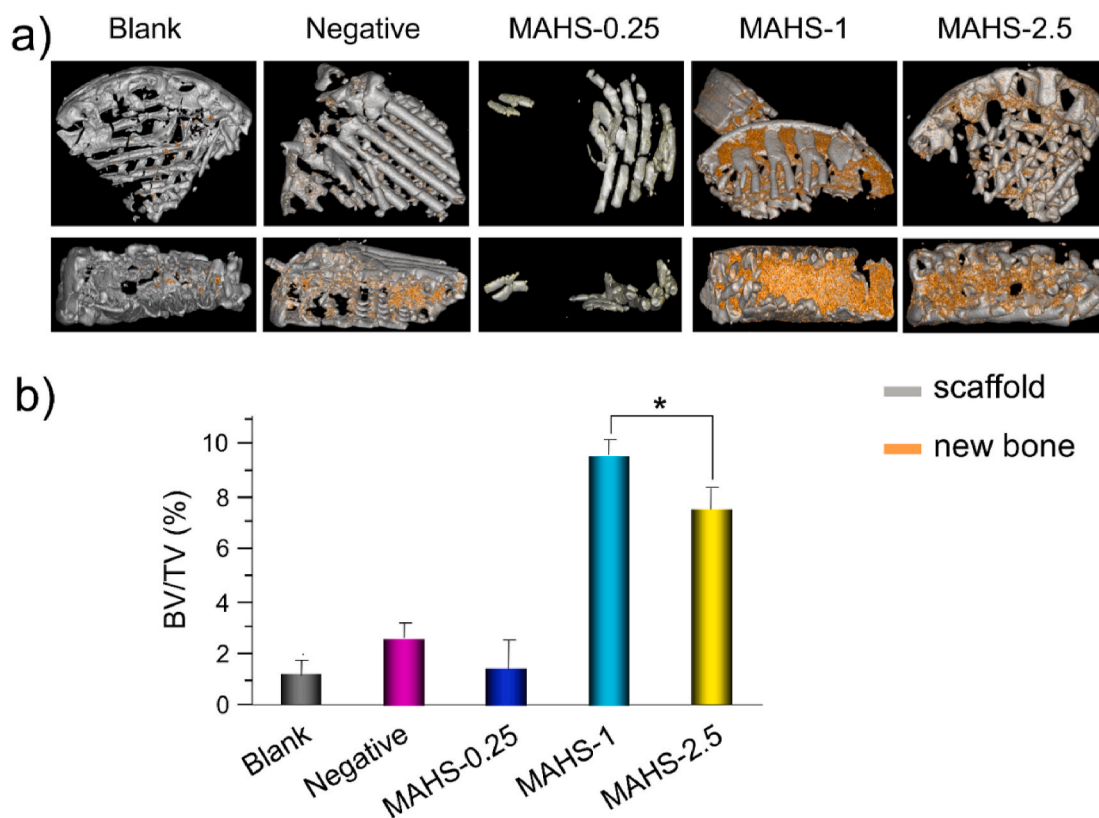 a)
Blank Negative MAHS-0.25 MAHS-1 MAHS-2.5
b)
scaffold
new bone
*
BV/TV (%)
10
8
6
4
2
0
Blank Negative MAHS-0.25 MAHS-1 MAHS-2.5